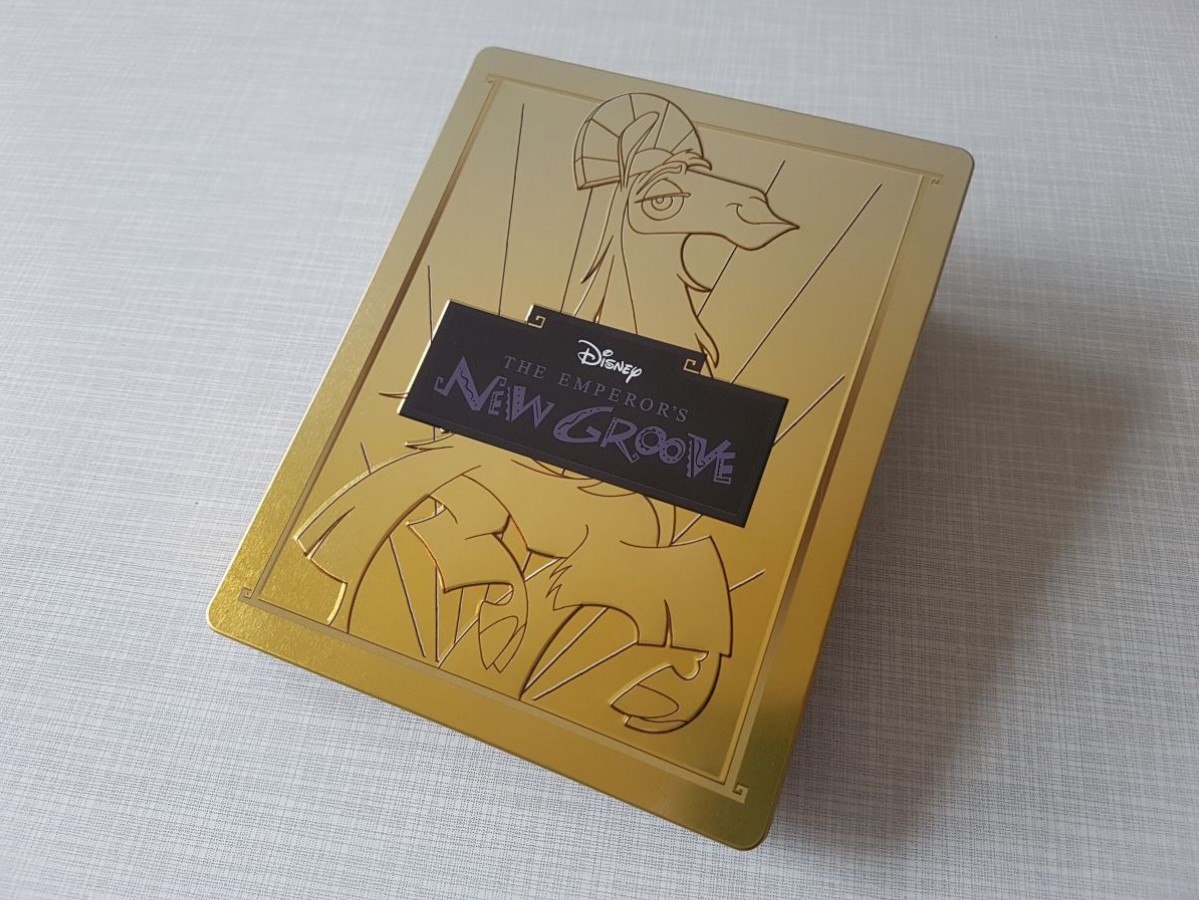 Disney
THE EMPEROR'S
NEW GROOVE